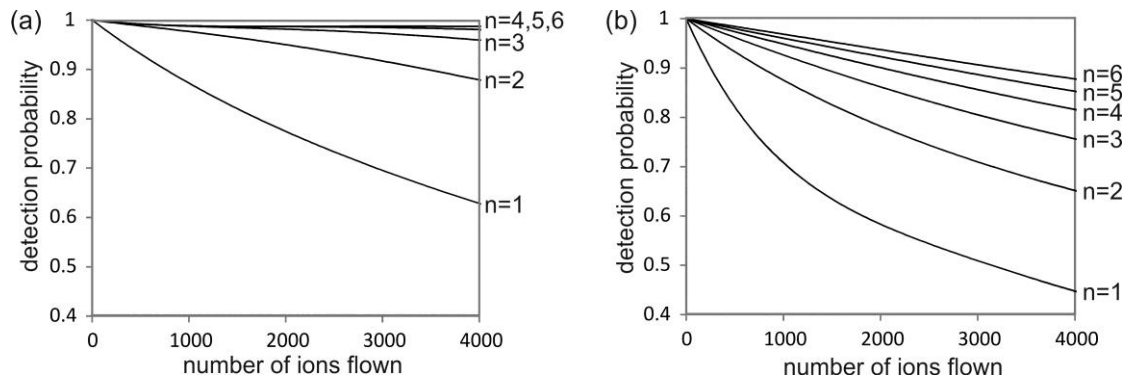 (a)
detection probability
1
0.9
0.8
0.7
0.6
0.5
0.4
0
1000
2000
3000
4000
number of ions flown
n=4,5,6
n=3
n=2
n=1
(b)
detection probability
1
0.9
0.8
0.7
0.6
0.5
0.4
0
1000
2000
3000
4000
number of ions flown
n=6
n=5
n=4
n=3
n=2
n=1